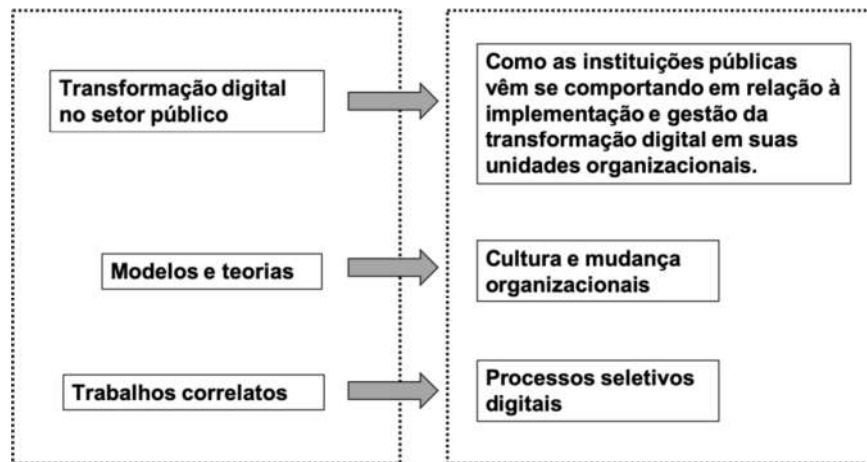 Transformação digital
no setor público
Como as instituições públicas
vêm se comportando em relação à
implementação e gestão da
transformação digital em suas
unidades organizacionais.
Modelos e teorias
Cultura e mudança
organizacionais
Trabalhos correlatos
Processos seletivos
digitais